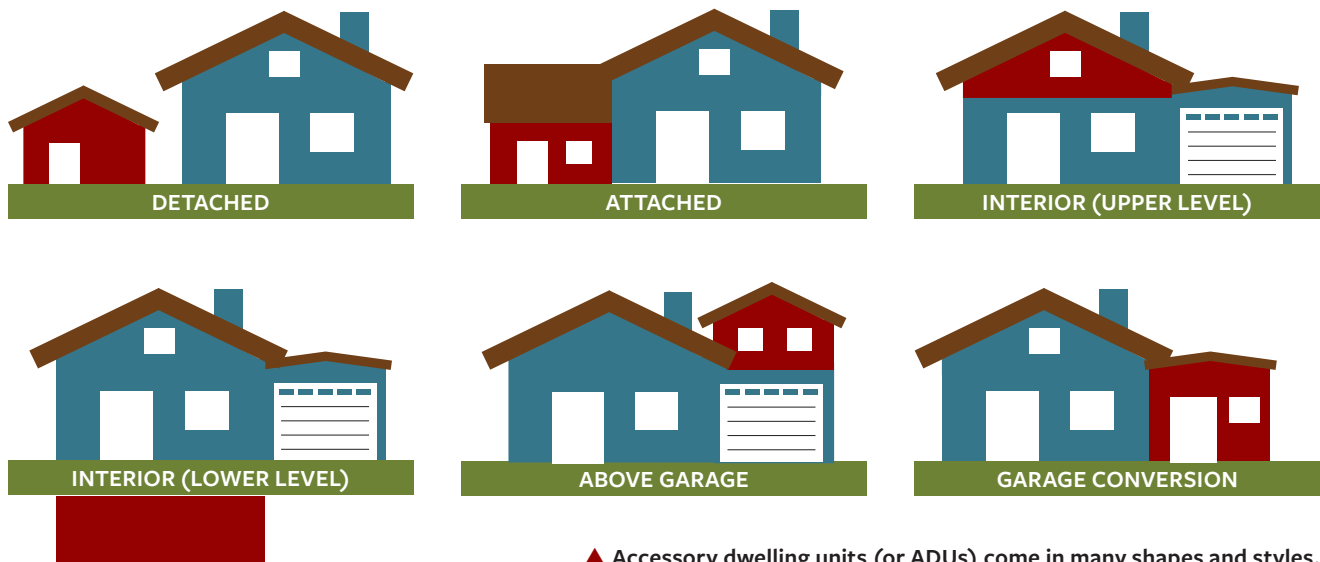 DETACHED
ATTACHED
INTERIOR (UPPER LEVEL)
INTERIOR (LOWER LEVEL)
ABOVE GARAGE
GARAGE CONVERSION
Accessory dwelling units (or ADUs) come in many shapes and styles.